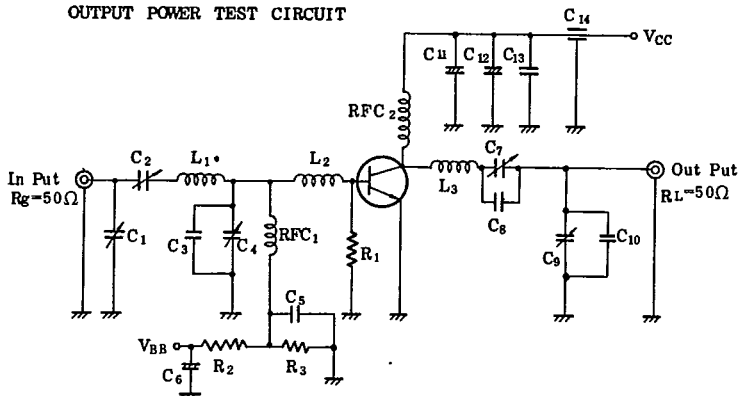 OUTPUT POWER TEST CIRCUIT
C14
VCC
C11
C12
C13
RFC2
C2
L1
L2
C7
In Put
Rg=50Ω
L3
Out Put
RL=50Ω
C8
C1
C3
C4
RFC1
R1
C9
C10
C5
VBB
R2
R3
C6